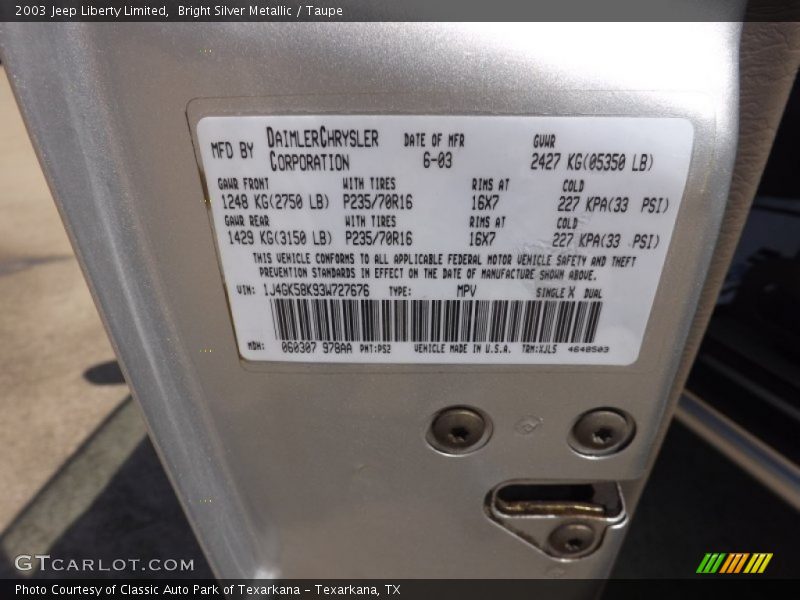 2003 Jeep Liberty Limited,  Bright Silver Metallic / Taupe
MFD BY DAIMLERCHRYSLER CORPORATION DATE OF MFR 6-03 GVWR 2427 KG(05350 LB)
GAWR FRONT WITH TIRES RIMS AT COLD
1248 KG(2750 LB) P235/70R16 16X7 227 KPA(33 PSI)
GAWR REAR WITH TIRES RIMS AT COLD
1429 KG(3150 LB) P235/70R16 16X7 227 KPA(33 PSI)
THIS VEHICLE CONFORMS TO ALL APPLICABLE FEDERAL MOTOR VEHICLE SAFETY AND THEFT
PREVENTION STANDARDS IN EFFECT ON THE DATE OF MANUFACTURE SHOWN ABOVE.
VIN: 1J4GK58K93W727676 TYPE: MPV SINGLE X DUAL
MDH: 060307 978AA PNT:PS2 VEHICLE MADE IN U.S.A. TRM:XJL5 4648503
GTCARLOT.COM
Photo Courtesy of Classic Auto Park of Texarkana – Texarkana, TX